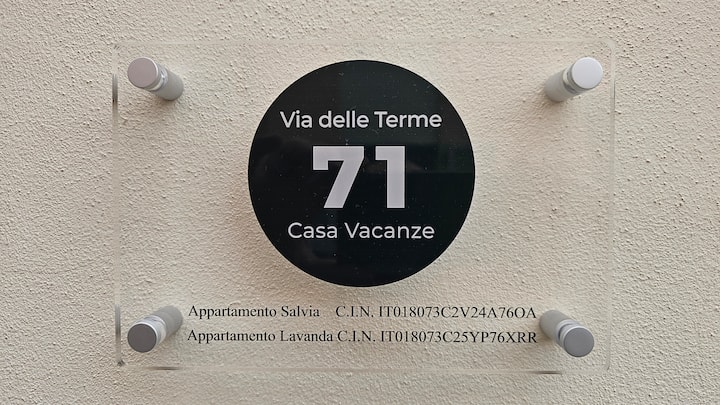 Via delle Terme
71
Casa Vacanze
Appartamento Salvia C.I.N. IT018073C2V24A76OA
Appartamento Lavanda C.I.N. IT018073C25YP76XRR